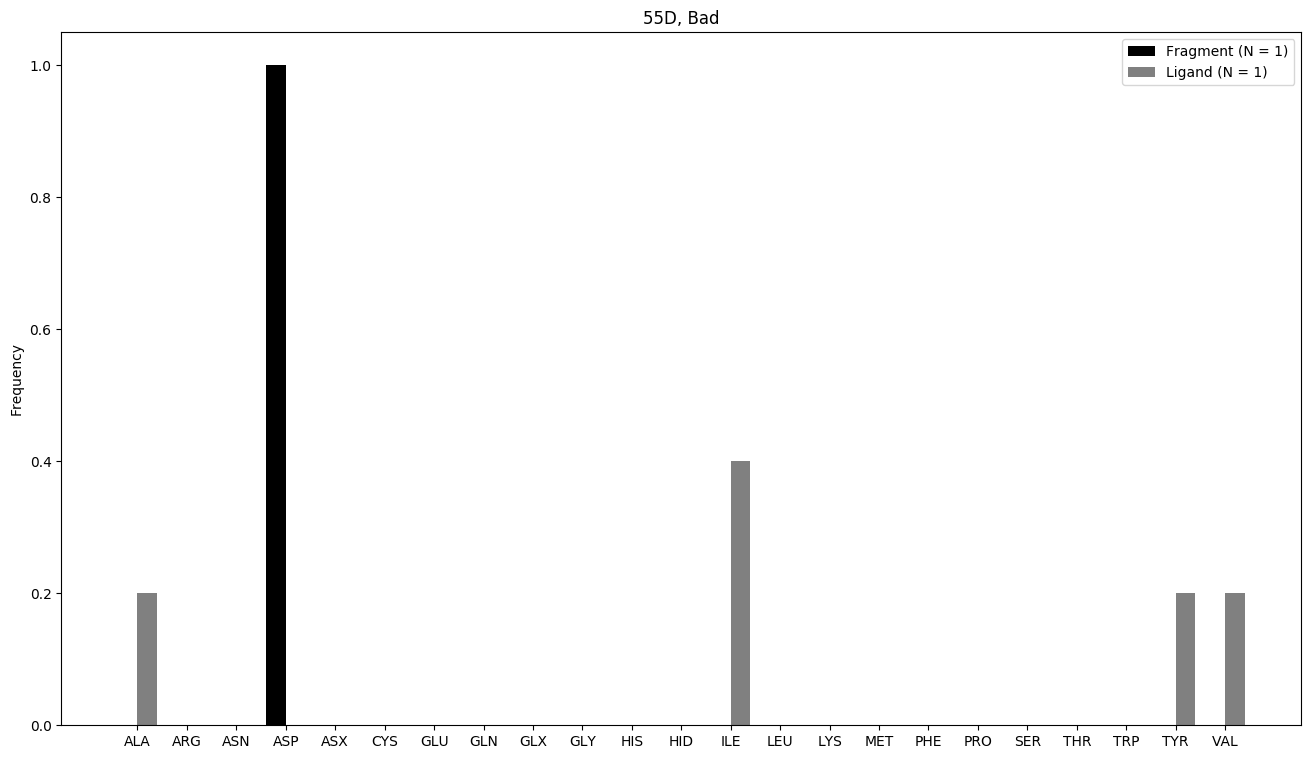 55D, Bad
Fragment (N = 1)
Ligand (N = 1)
Frequency
1.0
0.8
0.6
0.4
0.2
0.0
ALA ARG ASN ASP ASX CYS GLU GLN GLX GLY HIS HID ILE LEU LYS MET PHE PRO SER THR TRP TYR VAL